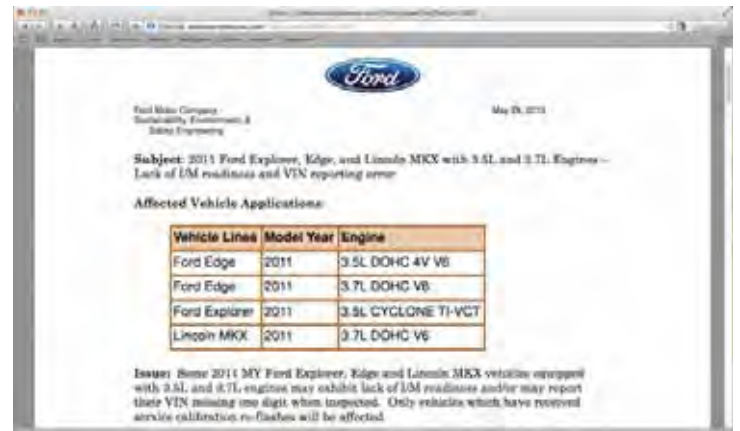 Ford
Ford Motor Company
May 29, 2013
Sustainability, Environment &
Safety Engineering
Subject: 2011 Ford Explorer, Edge, and Lincoln MKX with 3.5L and 3.7L Engines –
Lack of I/M readiness and VIN reporting error
Affected Vehicle Applications:
Vehicle Lines Model Year Engine
Ford Edge 2011 3.5L DOHC 4V V6
Ford Edge 2011 3.7L DOHC V6
Ford Explorer 2011 3.5L CYCLONE TI-VCT
Lincoln MKX 2011 3.7L DOHC V6
Issue: Some 2011 MY Ford Explorer, Edge and Lincoln MKX vehicles equipped
with 3.5L and 3.7L engines may exhibit lack of I/M readiness and/or may report
their VIN missing one digit when inspected. Only vehicles which have received
service calibration re-flashes will be affected.